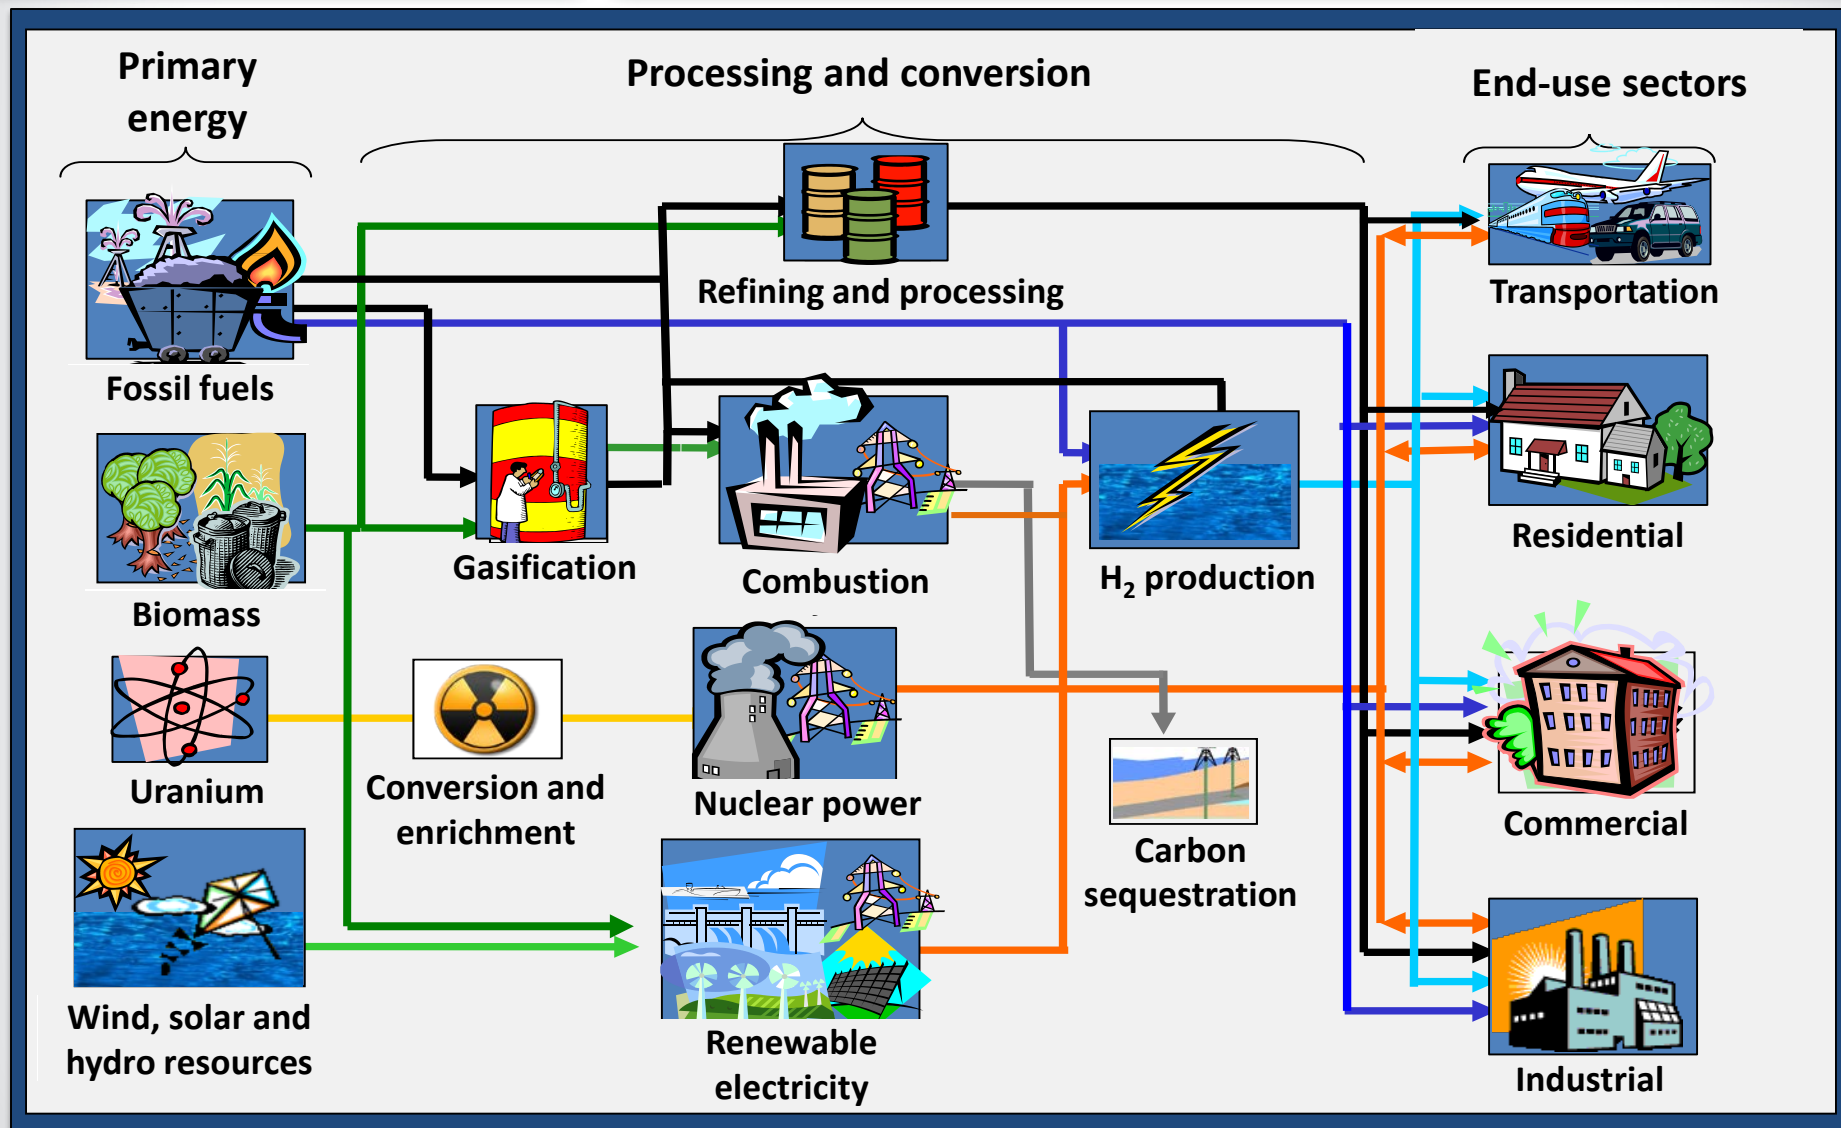 Primary
energy
Processing and conversion
End-use sectors
Fossil fuels
Refining and processing
Transportation
Biomass
Gasification
Combustion
H₂ production
Residential
Uranium
Conversion and
enrichment
Nuclear power
Carbon
sequestration
Commercial
Wind, solar and
hydro resources
Renewable
electricity
Industrial